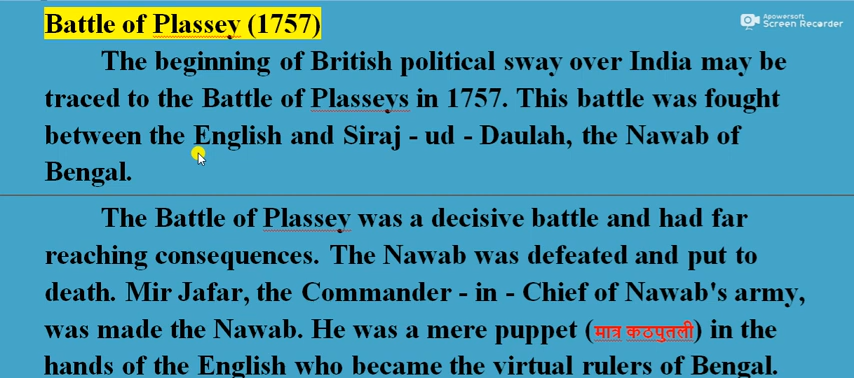 Battle of Plassey (1757)
Apowersoft
Screen Recorder
The beginning of British political sway over India may be
traced to the Battle of Plasseys in 1757. This battle was fought
between the English and Siraj - ud - Daulah, the Nawab of
Bengal.
The Battle of Plassey was a decisive battle and had far
reaching consequences. The Nawab was defeated and put to
death. Mir Jafar, the Commander - in - Chief of Nawab's army,
was made the Nawab. He was a mere puppet (मात्र कठपुतली) in the
hands of the English who became the virtual rulers of Bengal.